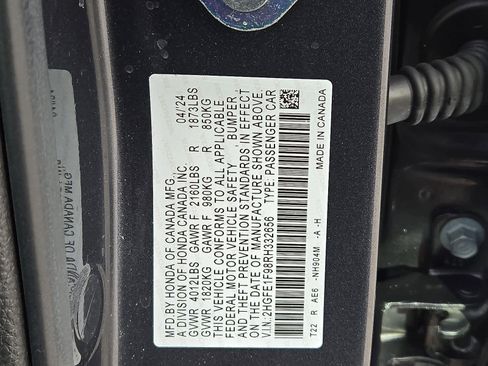 MFD.BY HONDA OF CANADA MFG. 04/24
A DIVISION OF HONDA CANADA INC.
GVWR 4012LBS GAWR F 2160LBS R 1873LBS
GVWR 1820KG GAWR F 980KG R 850KG
THIS VEHICLE CONFORMS TO ALL APPLICABLE
FEDERAL MOTOR VEHICLE SAFETY , BUMPER,
AND THEFT PREVENTION STANDARDS IN EFFECT
ON THE DATE OF MANUFACTURE SHOWN ABOVE.
V.I.N. 2HGFE1F98RH332656 TYPE: PASSENGER CAR
T22 R AE6 -NH904M -A -H MADE IN CANADA